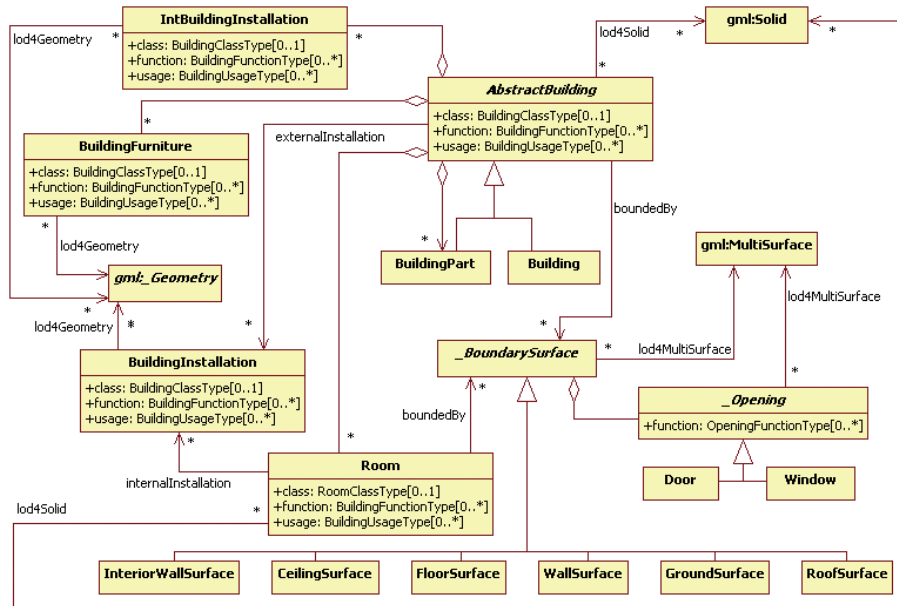 IntBuildingInstallation
+class: BuildingClassType[0..1]
+function: BuildingFunctionType[0..*]
+usage: BuildingUsageType[0..*]
lod4Geometry
*
*
lod4Solid
*
*
gml:Solid
*
AbstractBuilding
+class: BuildingClassType[0..1]
+function: BuildingFunctionType[0..*]
+usage: BuildingUsageType[0..*]
*
externalInstallation
BuildingFurniture
+class: BuildingClassType[0..1]
+function: BuildingFunctionType[0..*]
+usage: BuildingUsageType[0..*]
*
lod4Geometry
boundedBy
*
BuildingPart
Building
gml:MultiSurface
gml:_Geometry
*
*
lod4Geometry
lod4MultiSurface
*
*
_BoundarySurface
*
lod4MultiSurface
*
BuildingInstallation
+class: BuildingClassType[0..1]
+function: BuildingFunctionType[0..*]
+usage: BuildingUsageType[0..*]
boundedBy
*
_Opening
+function: OpeningFunctionType[0..*]
*
internalInstallation
*
Room
+class: RoomClassType[0..1]
+function: BuildingFunctionType[0..*]
+usage: BuildingUsageType[0..*]
Door
Window
lod4Solid
*
InteriorWallSurface
CeilingSurface
FloorSurface
WallSurface
GroundSurface
RoofSurface